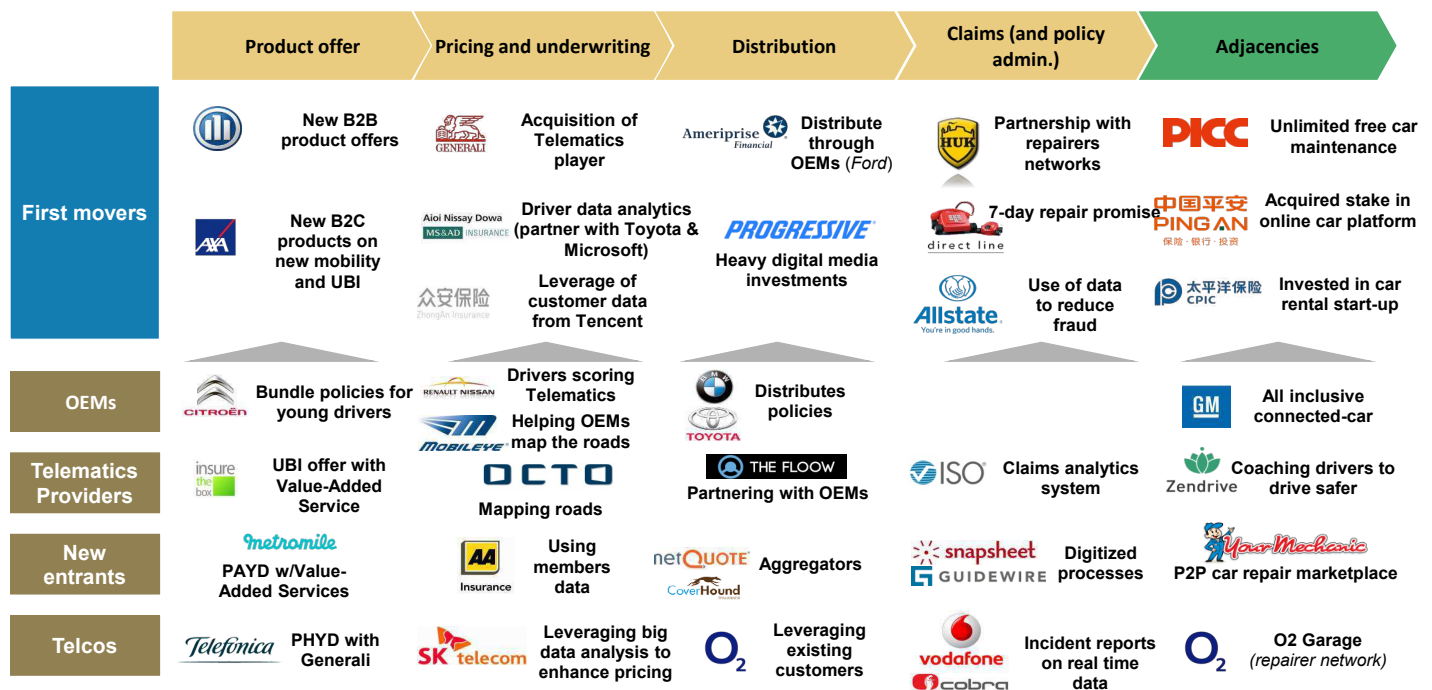 Product offer
Pricing and underwriting
Distribution
Claims (and policy
admin.)
Adjacencies
First movers
New B2B
product offers
GENERALI
Acquisition of
Telematics
player
Ameriprise
Financial
Distribute
through
OEMs (Ford)
HUK
Partnership with
repairers
networks
PICC
Unlimited free car
maintenance
AXA
New B2C
products on
new mobility
and UBI
Aioi Nissay Dowa
MS&AD INSURANCE
Driver data analytics
(partner with Toyota &
Microsoft)
众安保险
ZhongAn Insurance
Leverage of
customer data
from Tencent
PROGRESSIVE
Heavy digital media
investments
direct line
7-day repair promise
Allstate
You're in good hands.
Use of data
to reduce
fraud
中国平安
PING AN
保险·银行·投资
Acquired stake in
online car platform
太平洋保险
CPIC
Invested in car
rental start-up
OEMs
CITROËN
Bundle policies for
young drivers
RENAULT NISSAN
Drivers scoring
Telematics
MOBILEYE
Helping OEMs
map the roads
BMW
TOYOTA
Distributes
policies
GM
All inclusive
connected-car
Telematics
Providers
insure
the
box
UBI offer with
Value-Added
Service
OCTO
Mapping roads
THE FLOOW
Partnering with OEMs
ISO
Claims analytics
system
Zendrive
Coaching drivers to
drive safer
New
entrants
metromile
PAYD w/Value-
Added Services
AA
Insurance
Using
members
data
netQUOTE
CoverHound
Aggregators
snapsheet
GUIDEWIRE
Digitized
processes
Your Mechanic
P2P car repair marketplace
Telcos
Telefónica
PHYD with
Generali
SK telecom
Leveraging big
data analysis to
enhance pricing
O2
Leveraging
existing
customers
vodafone
cobra
Incident reports
on real time
data
O2
O2 Garage
(repairer network)